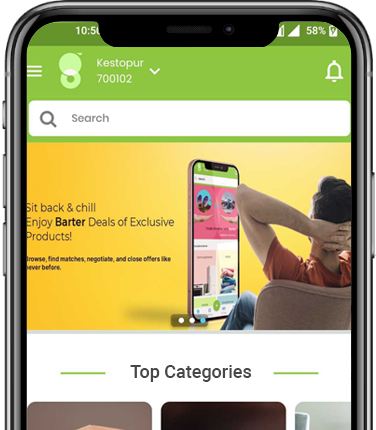 10:50
58%
Kestopur
700102
Search
Sit back & chill
Enjoy Barter Deals of Exclusive
Products!
Browse, find matches, negotiate, and close offers like
never before.
Top Categories